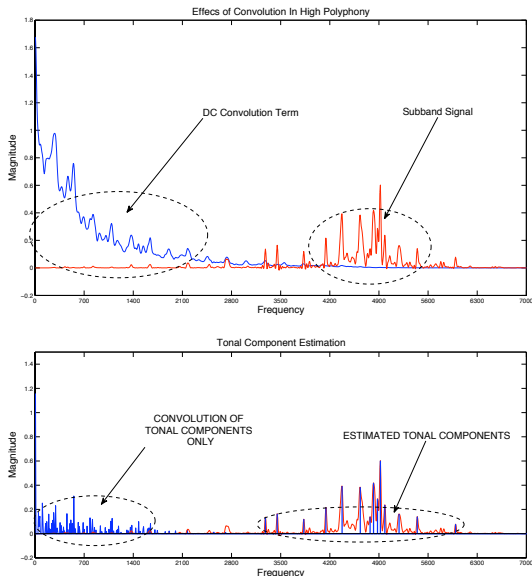 Effecs of Convolution In High Polyphony
1.8
1.6
1.4
1.2
1
0.8
0.6
0.4
0.2
0
−0.2
Magnitude
DC Convolution Term
Subband Signal
0 700 1400 2100 2800 3500 4200 4900 5600 6300 7000
Frequency
Tonal Component Estimation
1.4
1.2
1
0.8
0.6
0.4
0.2
0
−0.2
Magnitude
CONVOLUTION OF
TONAL COMPONENTS
ONLY
ESTIMATED TONAL COMPONENTS
0 700 1400 2100 2800 3500 4200 4900 5600 6300 7000
Frequency